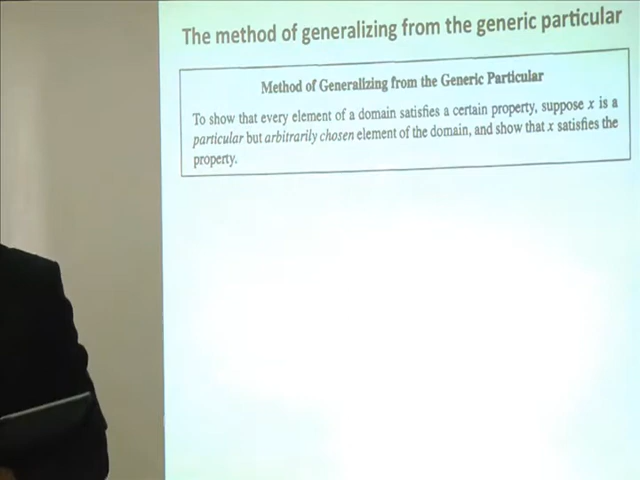 The method of generalizing from the generic particular
Method of Generalizing from the Generic Particular
To show that every element of a domain satisfies a certain property, suppose x is a
particular but arbitrarily chosen element of the domain, and show that x satisfies the
property.